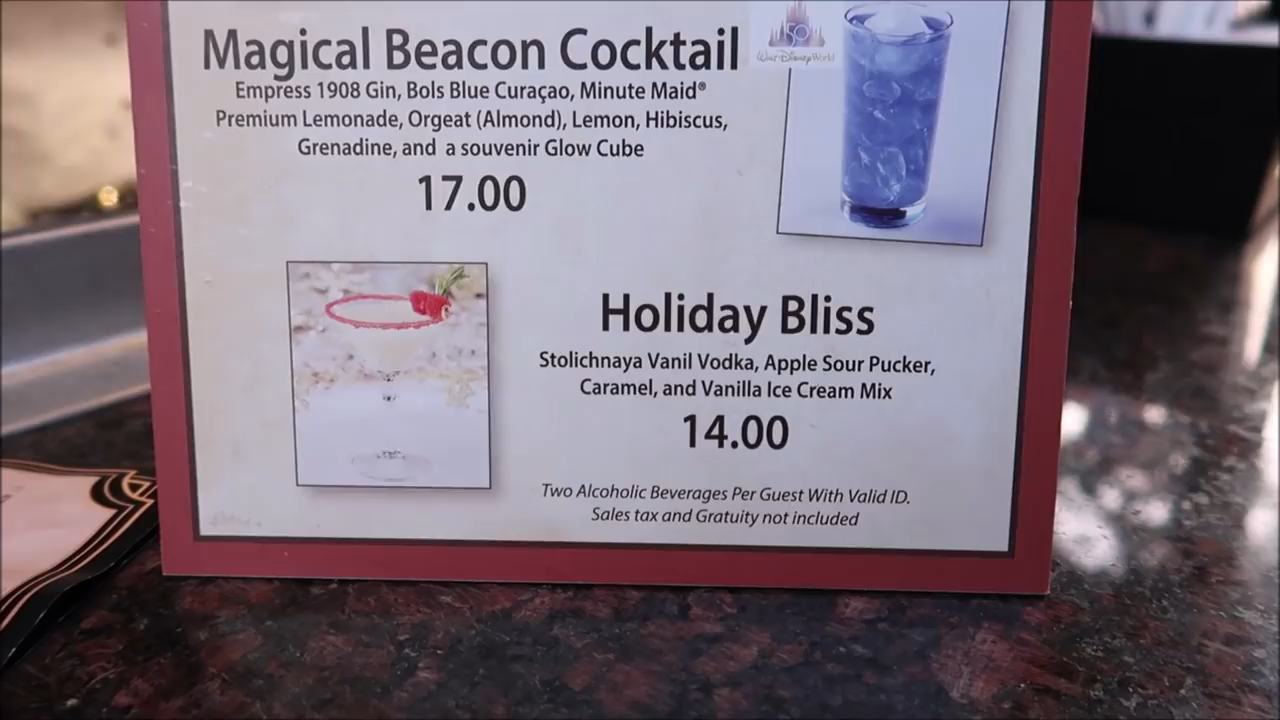 Magical Beacon Cocktail
50
Walt Disney World
Empress 1908 Gin, Bols Blue Curaçao, Minute Maid®
Premium Lemonade, Orgeat (Almond), Lemon, Hibiscus,
Grenadine, and a souvenir Glow Cube
17.00
Holiday Bliss
Stolichnaya Vanil Vodka, Apple Sour Pucker,
Caramel, and Vanilla Ice Cream Mix
14.00
Two Alcoholic Beverages Per Guest With Valid ID.
Sales tax and Gratuity not included